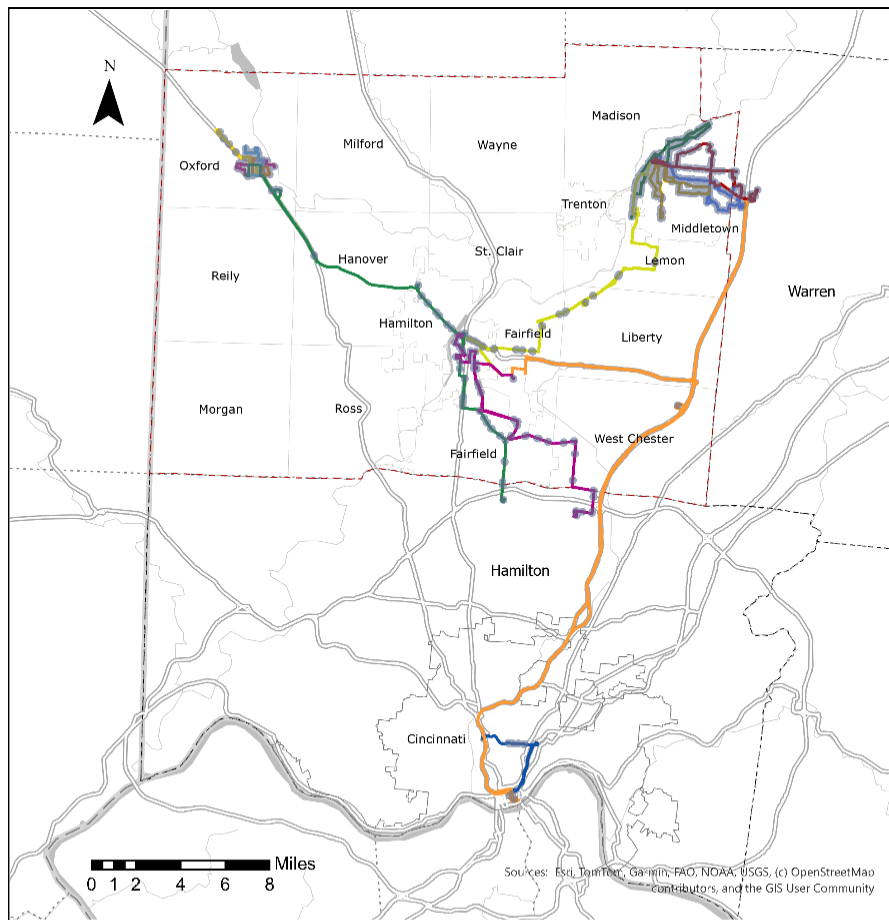 N
Madison
Milford
Wayne
Oxford
Trenton
Middletown
St. Clair
Hanover
Lemon
Reily
Warren
Hamilton
Fairfield
Liberty
Morgan
Ross
West Chester
Fairfield
Hamilton
Cincinnati
Miles
0 1 2 4 6 8
Sources: Esri, TomTom, Garmin, FAO, NOAA, USGS, (c) OpenStreetMap
contributors, and the GIS User Community